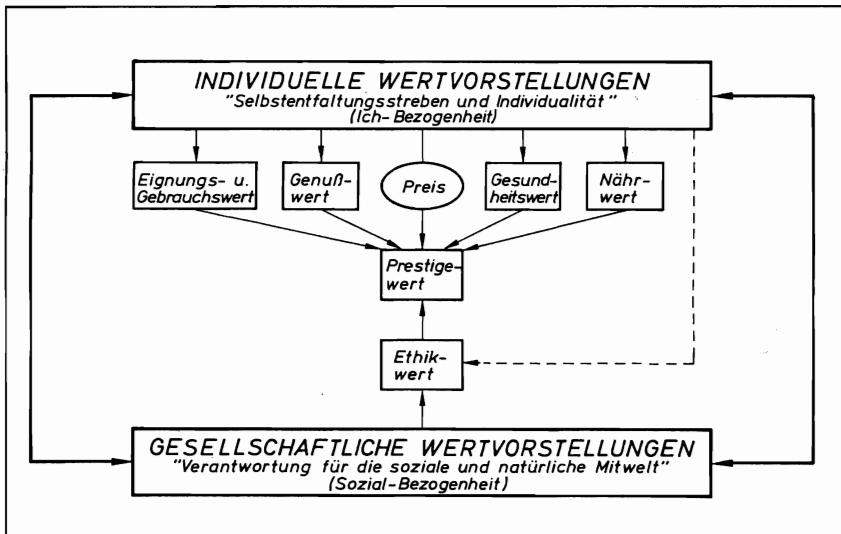 INDIVIDUELLE WERTVORSTELLUNGEN
"Selbstentfaltungsstreben und Individualität"
(Ich-Bezogenheit)
Eignungs- u.
Gebrauchswert
Genuß-
wert
Preis
Gesund-
heitswert
Nähr-
wert
Prestige-
wert
Ethik-
wert
GESELLSCHAFTLICHE WERTVORSTELLUNGEN
"Verantwortung für die soziale und natürliche Mitwelt"
(Sozial-Bezogenheit)